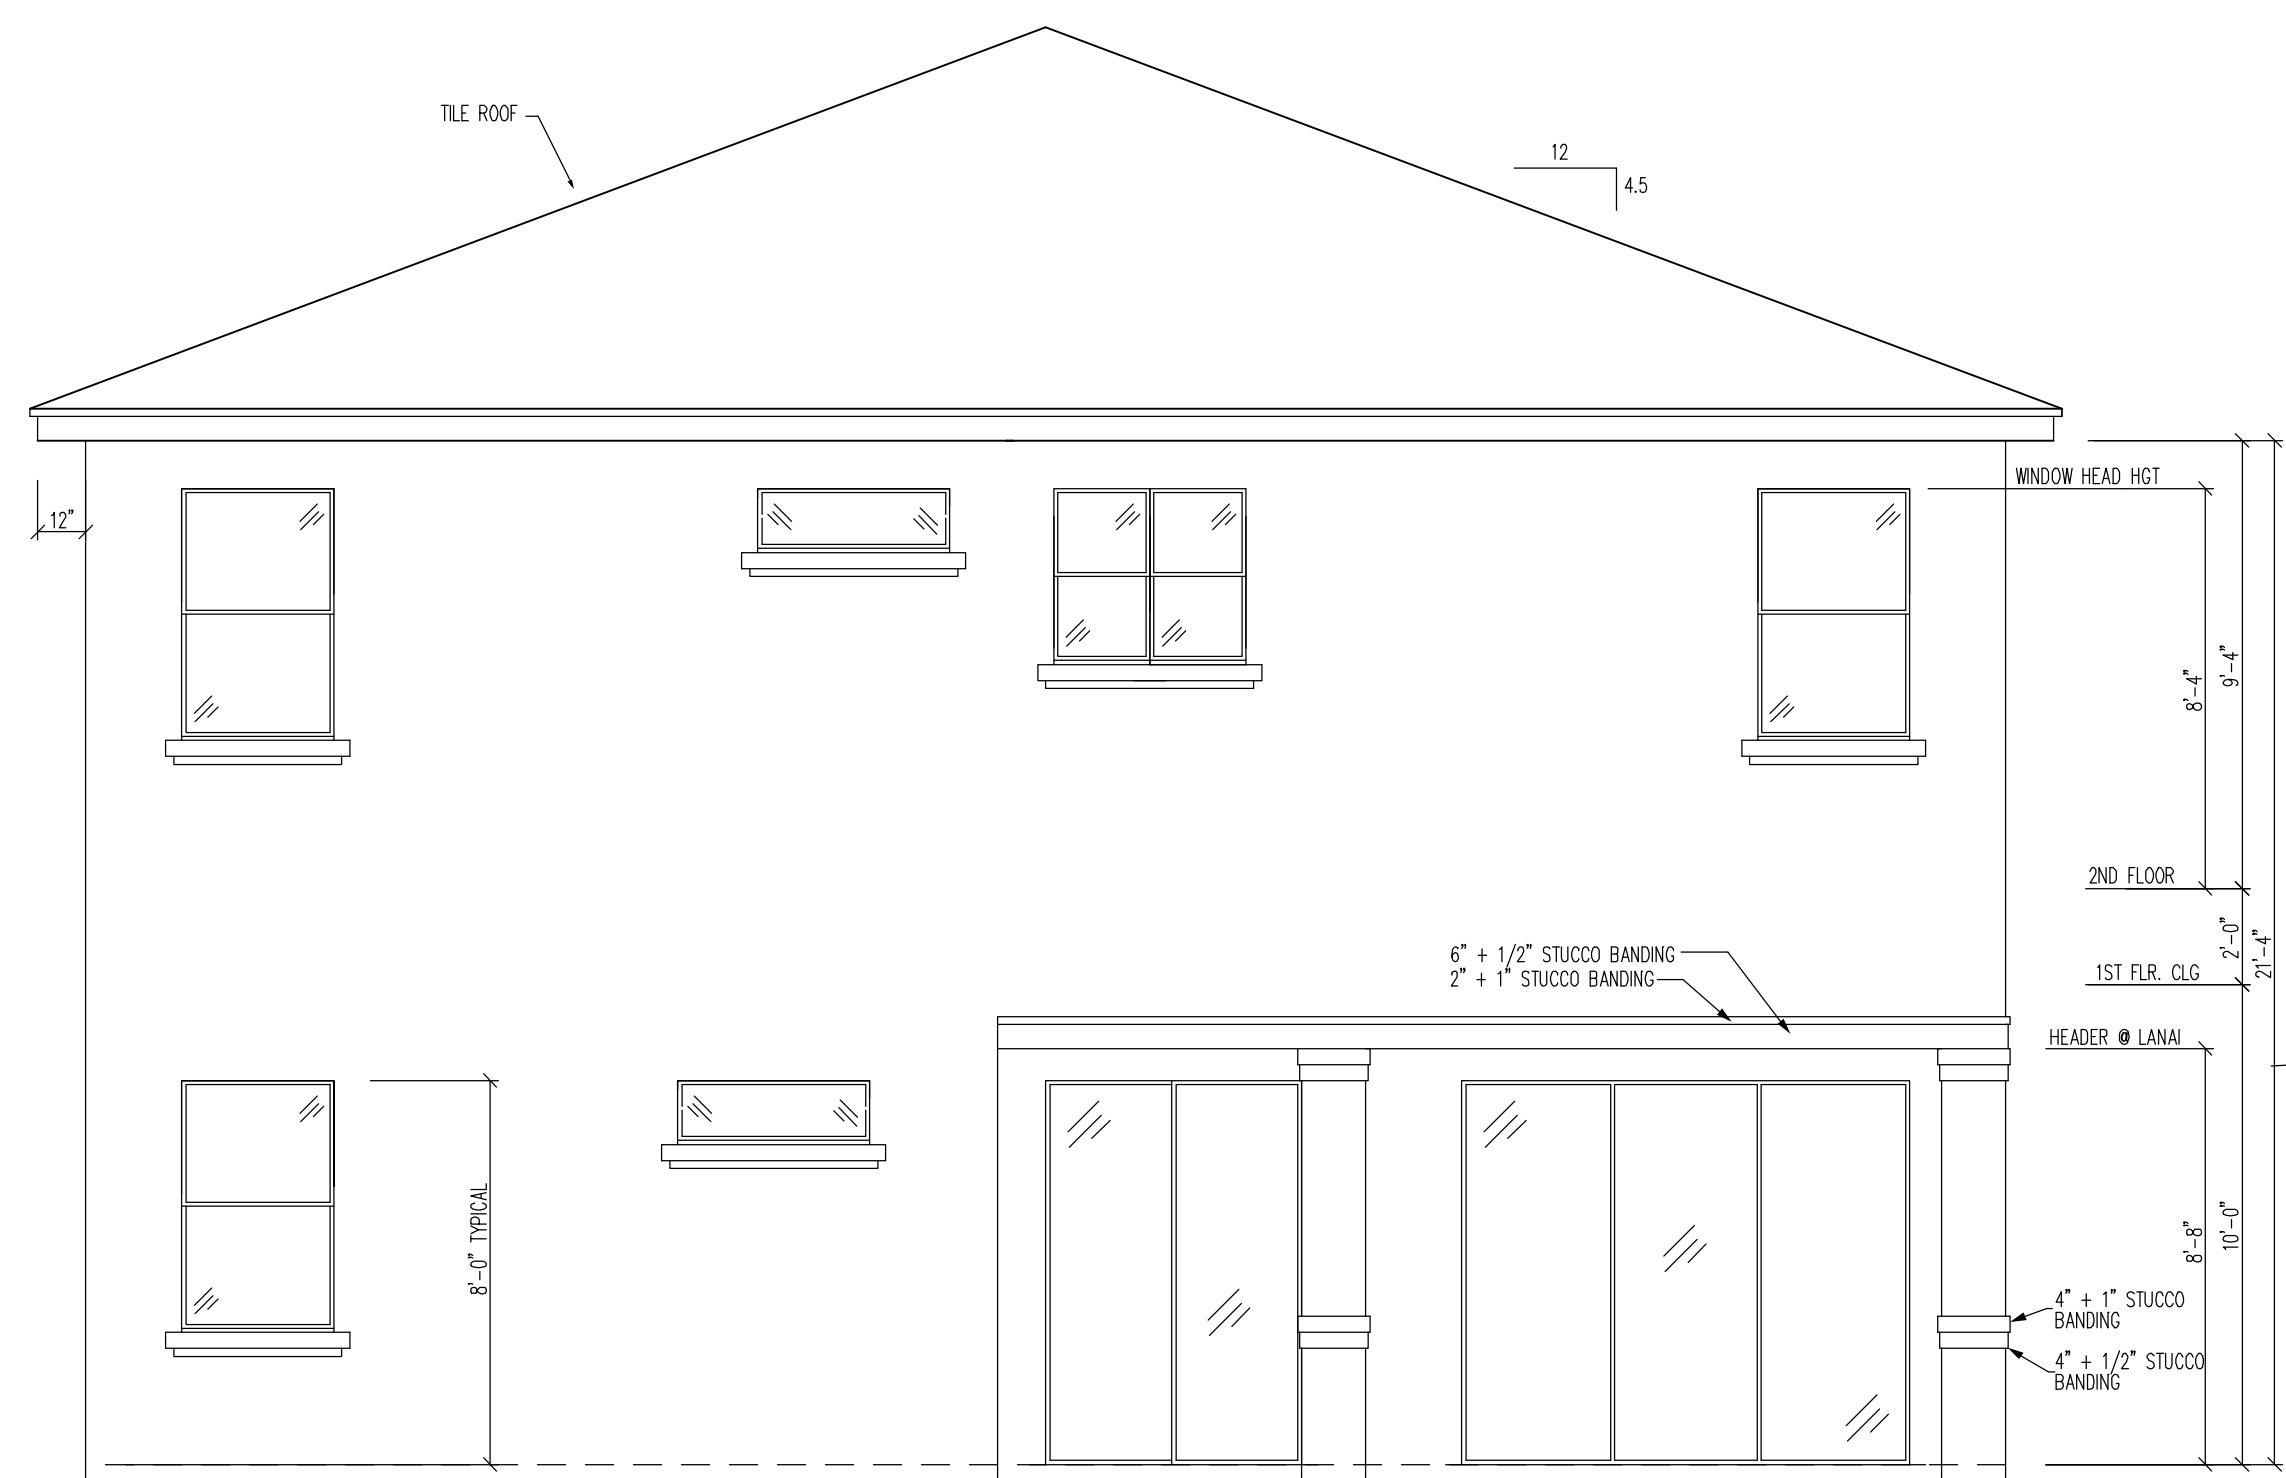 TILE ROOF
12
4.5
12"
WINDOW HEAD HGT
8'-4"
9'-4"
2ND FLOOR
2'-0"
21'-4"
6" + 1/2" STUCCO BANDING
2" + 1" STUCCO BANDING
1ST FLR. CLG
HEADER @ LANAI
8'-0" TYPICAL
8'-8"
10'-0"
4" + 1" STUCCO
BANDING
4" + 1/2" STUCCO
BANDING